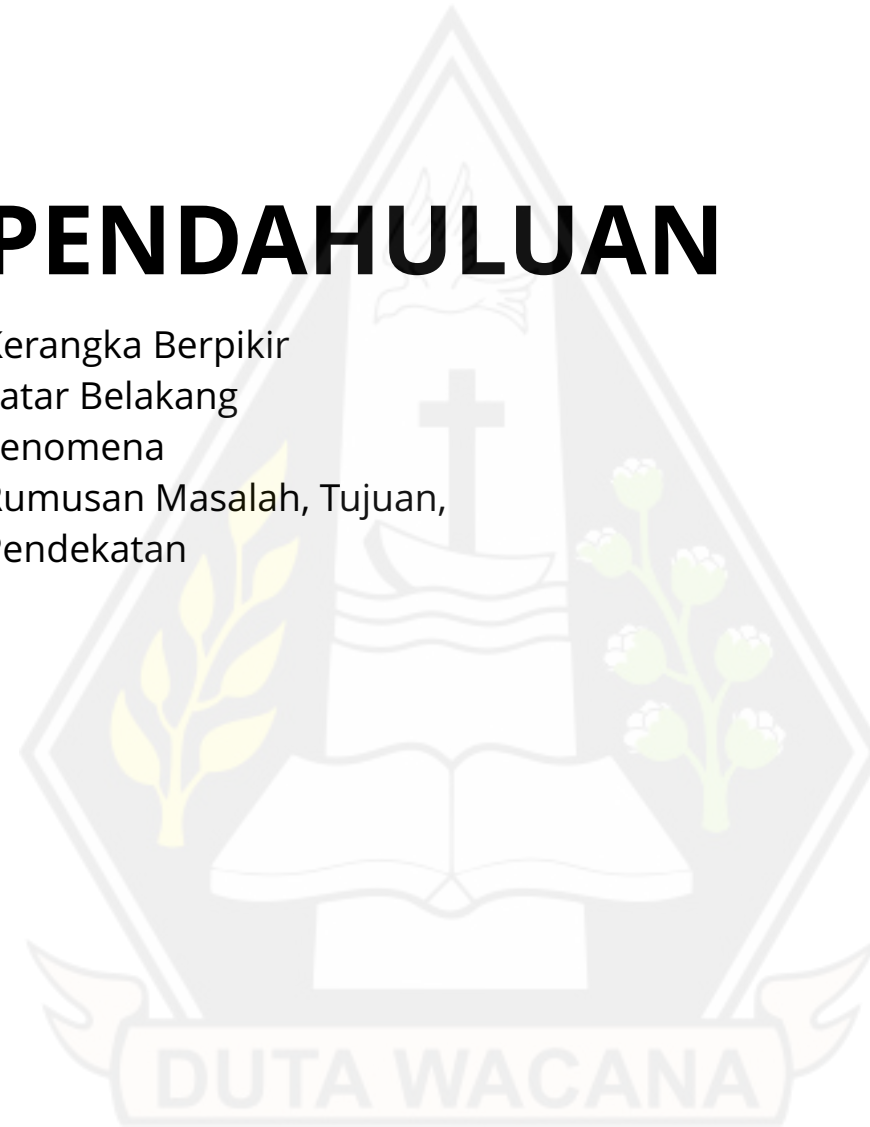 PENDAHULUAN
Kerangka Berpikir
atar Belakang
enomena
Rumusan Masalah, Tujuan,
Pendekatan
DUTA WACANA